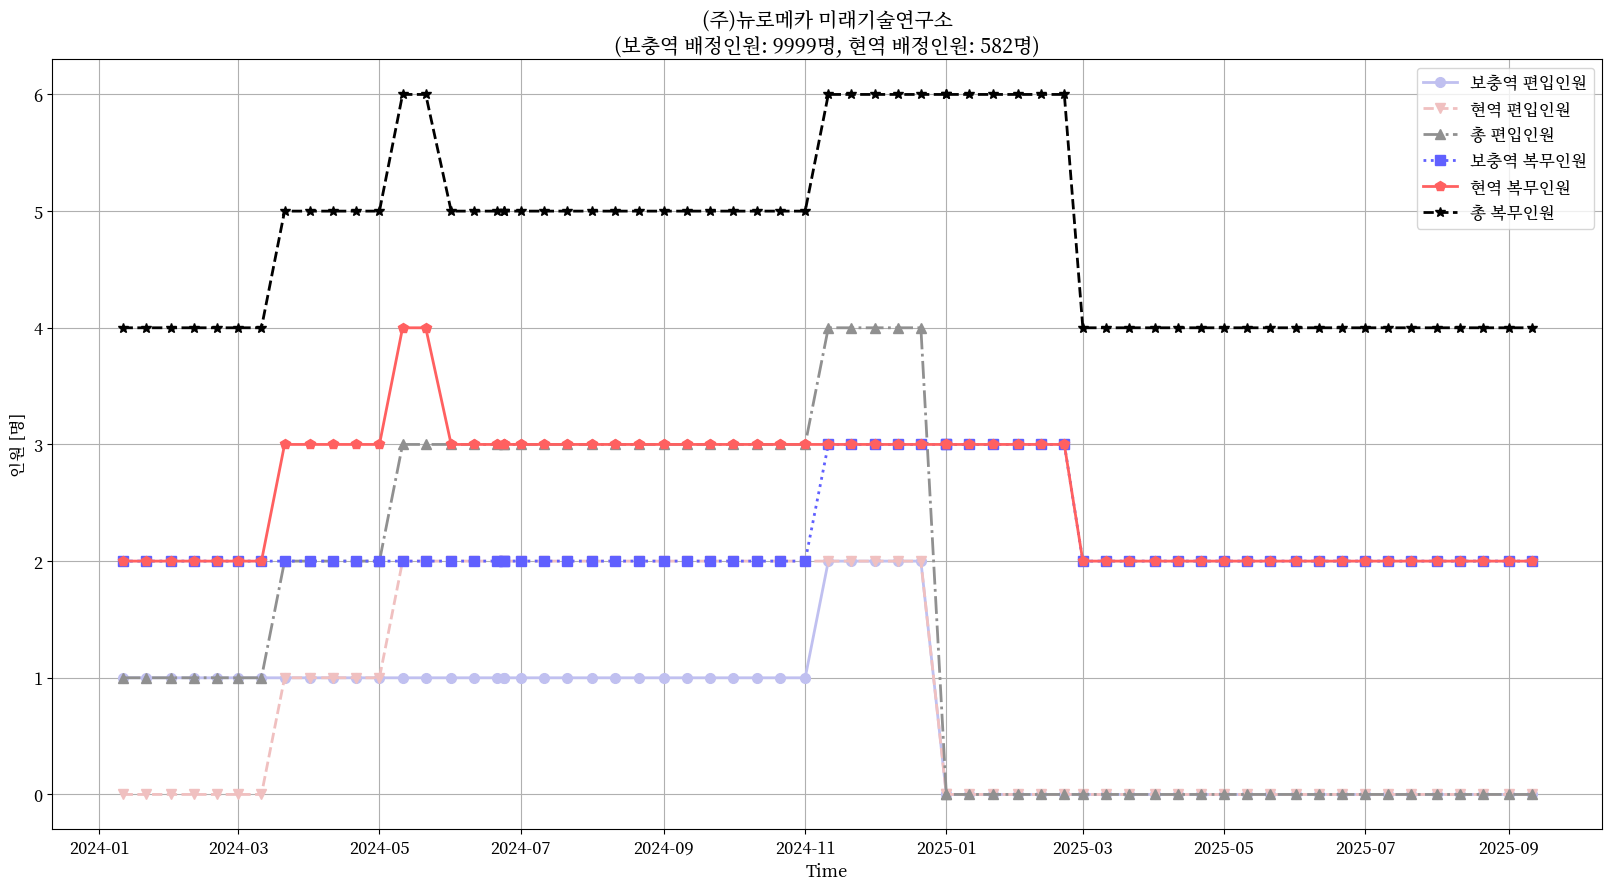 (주)뉴로메카 미래기술연구소
(보충역 배정인원: 9999명, 현역 배정인원: 582명)
보충역 편입인원
현역 편입인원
총 편입인원
보충역 복무인원
현역 복무인원
총 복무인원
인원 [명]
6
5
4
3
2
1
0
2024-01 2024-03 2024-05 2024-07 2024-09 2024-11 2025-01 2025-03 2025-05 2025-07 2025-09
Time